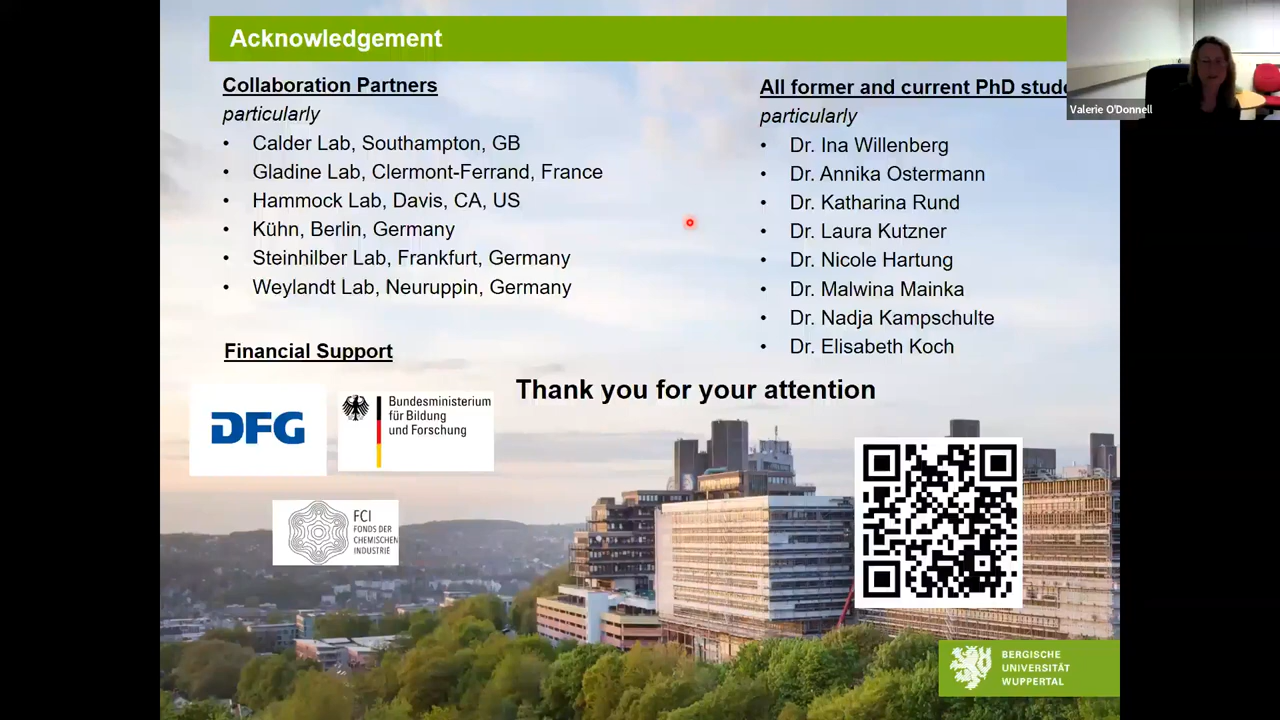 Acknowledgement
Collaboration Partners
particularly
• Calder Lab, Southampton, GB
• Gladine Lab, Clermont-Ferrand, France
• Hammock Lab, Davis, CA, US
• Kühn, Berlin, Germany
• Steinhilber Lab, Frankfurt, Germany
• Weylandt Lab, Neuruppin, Germany
All former and current PhD stud
particularly
• Dr. Ina Willenberg
• Dr. Annika Ostermann
• Dr. Katharina Rund
• Dr. Laura Kutzner
• Dr. Nicole Hartung
• Dr. Malwina Mainka
• Dr. Nadja Kampschulte
• Dr. Elisabeth Koch
Valerie O'Donnell
Financial Support
DFG
Bundesministerium
für Bildung
und Forschung
FCI
FONDS DER
CHEMISCHEN
INDUSTRIE
Thank you for your attention
BERGISCHE
UNIVERSITÄT
WUPPERTAL